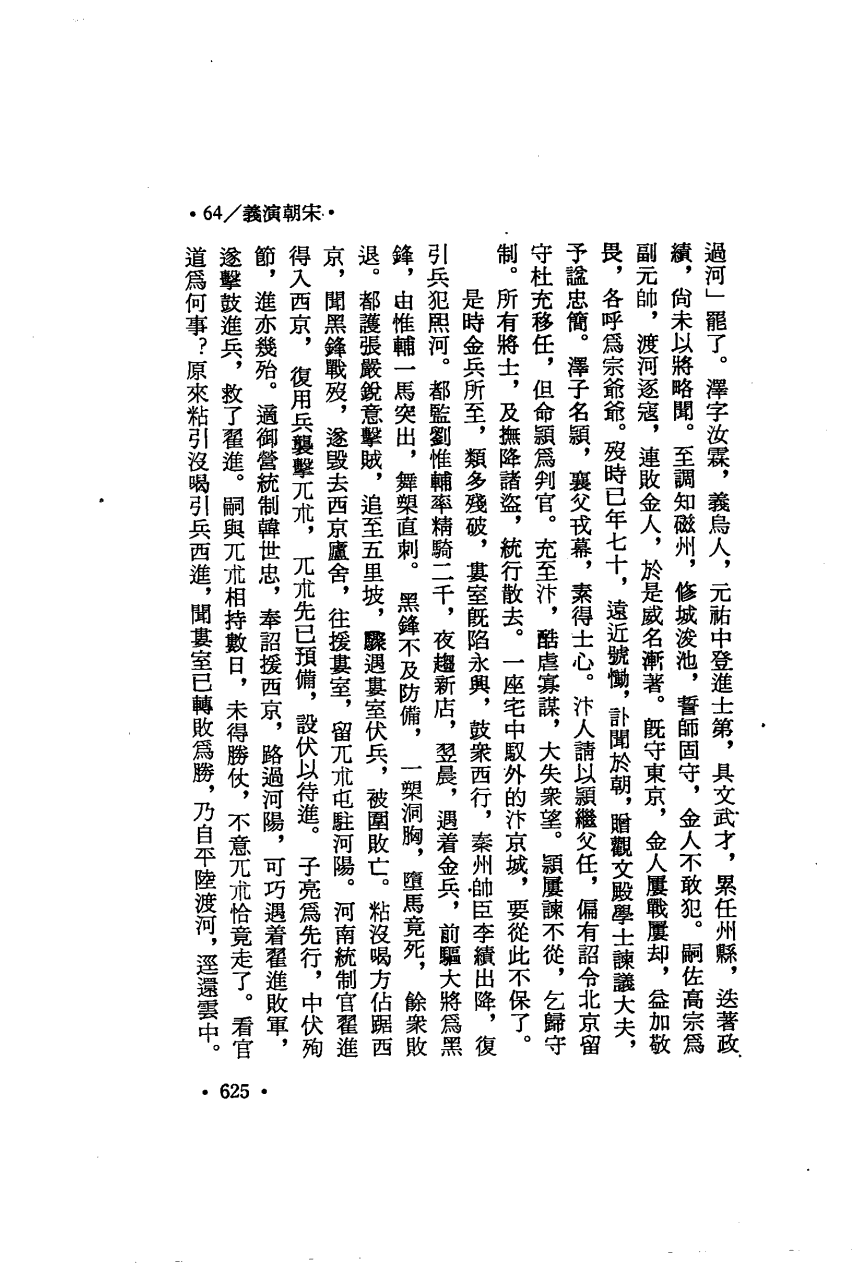 •64／義演朝宋•
過河」罷了。澤字汝霖，義烏人，元祐中登進士第，具文武才，累任州縣，迭著政
績，尙未以將略聞。至調知磁州，修城浚池，誓師固守，金人不敢犯。嗣佐高宗爲
副元帥，渡河逐寇，連敗金人，於是威名漸著。旣守東京，金人屢戰屢却，益加敬
畏，各呼爲宗爺爺。歿時已年七十，遠近號慟，訃聞於朝，贈觀文殿學士諫議大夫，
予謚忠簡。澤子名穎，襄父戎幕，素得士心。汴人請以穎繼父任，偏有詔令北京留
守杜充移任，但命穎爲判官。充至汴，酷虐寡謀，大失衆望。穎屢諫不從，乞歸守
制。所有將士，及撫降諸盜，統行散去。一座宅中馭外的汴京城，要從此不保了。
是時金兵所至，類多殘破，婁室旣陷永興，鼓衆西行，秦州帥臣李績出降，復
引兵犯熙河。都監劉惟輔率精騎二千，夜趨新店，翌晨，遇着金兵，前驅大將爲黑
鋒，由惟輔一馬突出，舞槊直刺。黑鋒不及防備，一槊洞胸，墮馬竟死，餘衆敗
退。都護張嚴銳意擊賊，追至五里坡，驟遇婁室伏兵，被圍敗亡。粘沒喝方佔踞西
京，聞黑鋒戰歿，遂毀去西京廬舍，往援婁室，留兀朮屯駐河陽。河南統制官翟進
得入西京，復用兵襲擊兀朮，兀朮先已預備，設伏以待進。子亮爲先行，中伏殉
節，進亦幾殆。適御營統制韓世忠，奉詔援西京，路過河陽，可巧遇着翟進敗軍，
遂擊鼓進兵，救了翟進。嗣與兀朮相持數日，未得勝仗，不意兀朮恰竟走了。看官
道爲何事？原來粘引沒喝引兵西進，聞婁室已轉敗爲勝，乃自平陸渡河，逕還雲中。
•625•